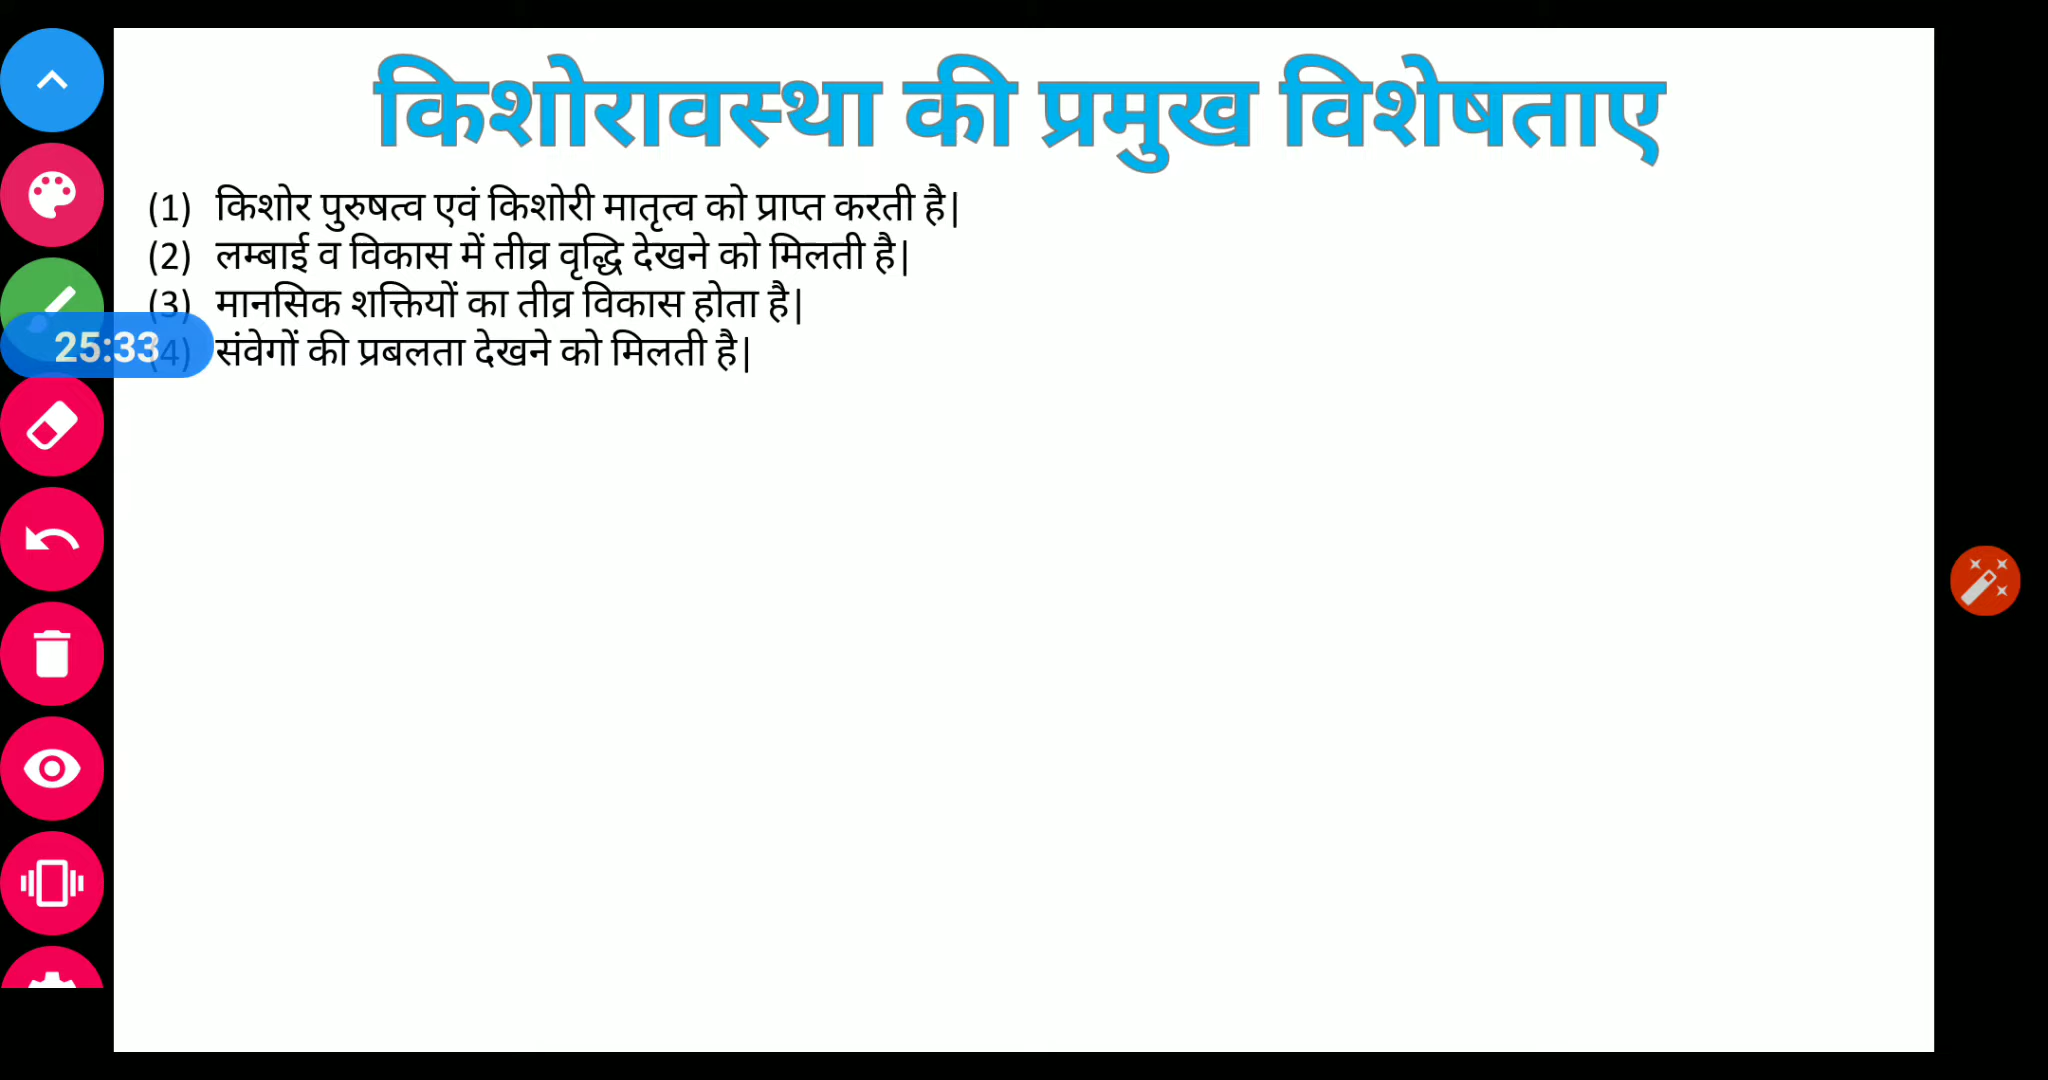 किशोरावस्था की प्रमुख विशेषताए
(1) किशोर पुरुषत्व एवं किशोरी मातृत्व को प्राप्त करती है|
(2) लम्बाई व विकास में तीव्र वृद्धि देखने को मिलती है|
(3) मानसिक शक्तियों का तीव्र विकास होता है|
(4) संवेगों की प्रबलता देखने को मिलती है|
25:33